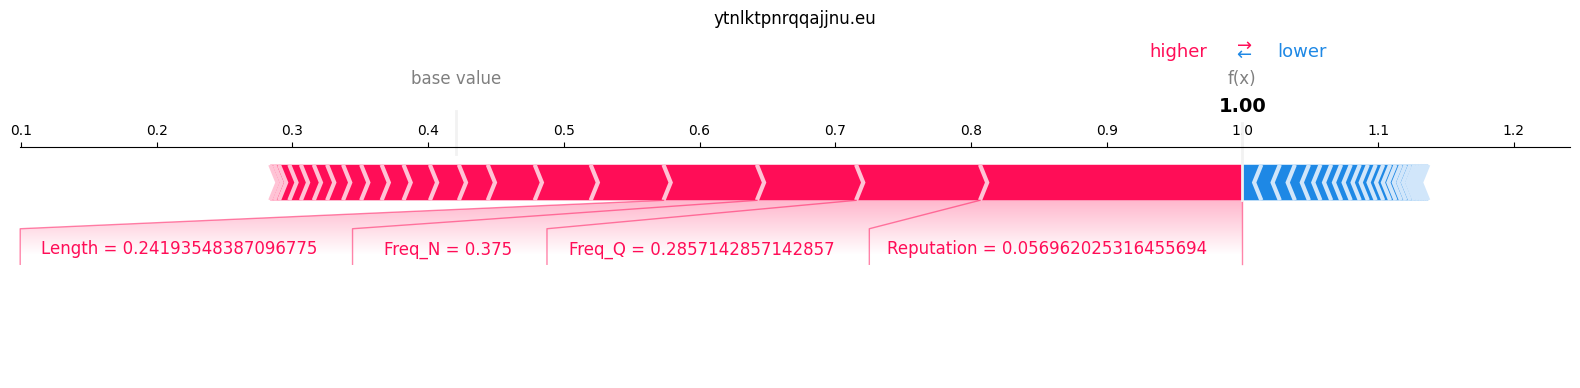 ytnlktpnrqqajjnu.eu
higher ⇄ lower
base value f(x)
1.00
0.1 0.2 0.3 0.4 0.5 0.6 0.7 0.8 0.9 1.0 1.1 1.2
Length = 0.24193548387096775 Freq_N = 0.375 Freq_Q = 0.2857142857142857 Reputation = 0.056962025316455694